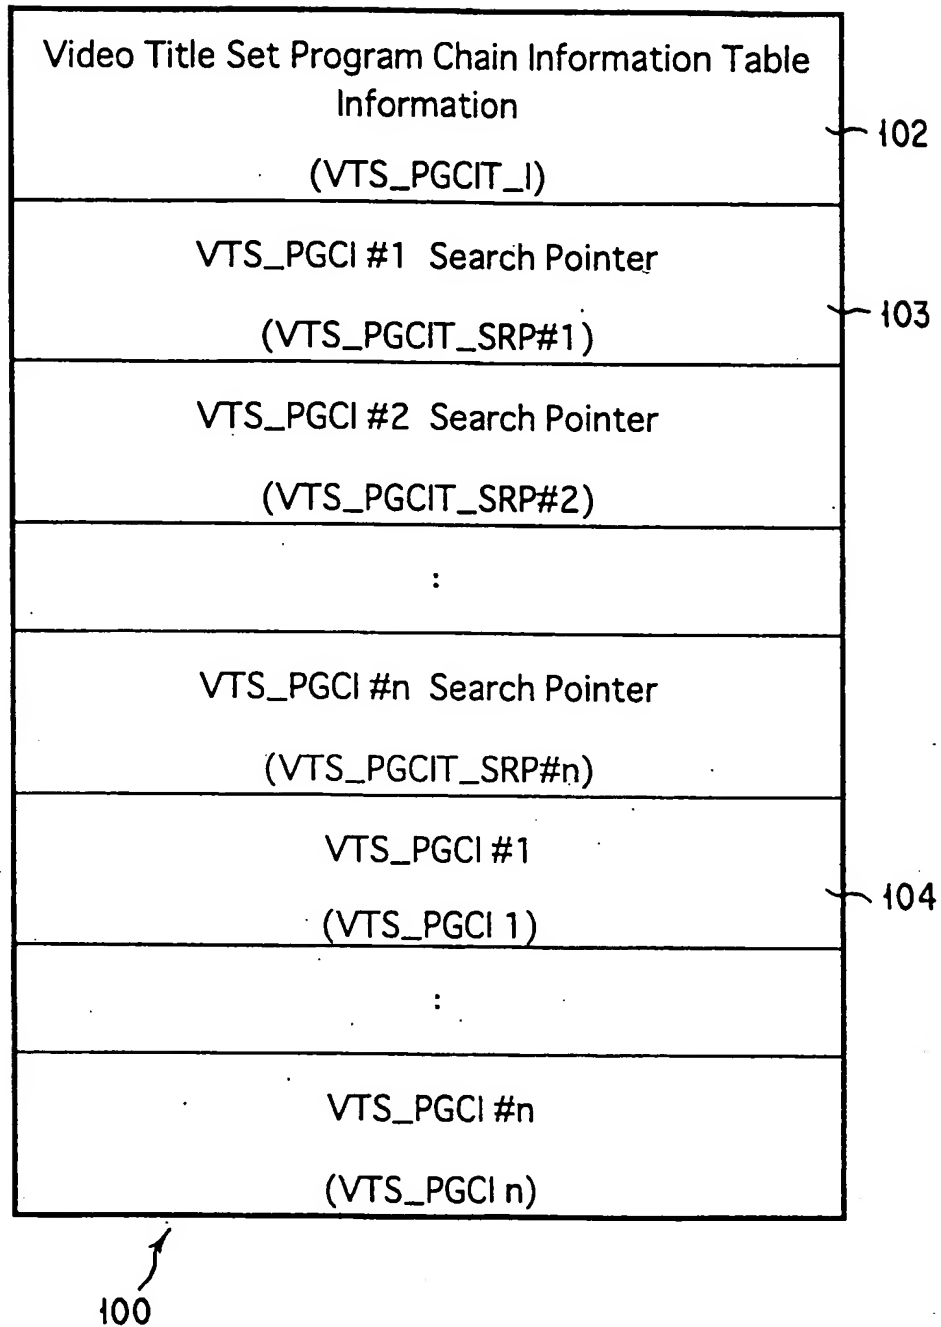 Video Title Set Program Chain Information Table
Information
(VTS_PGCIT_I)
102
VTS_PGCI #1 Search Pointer
(VTS_PGCIT_SRP#1)
103
VTS_PGCI #2 Search Pointer
(VTS_PGCIT_SRP#2)
:
VTS_PGCI #n Search Pointer
(VTS_PGCIT_SRP#n)
VTS_PGCI #1
(VTS_PGCI 1)
104
:
VTS_PGCI #n
(VTS_PGCI n)
100